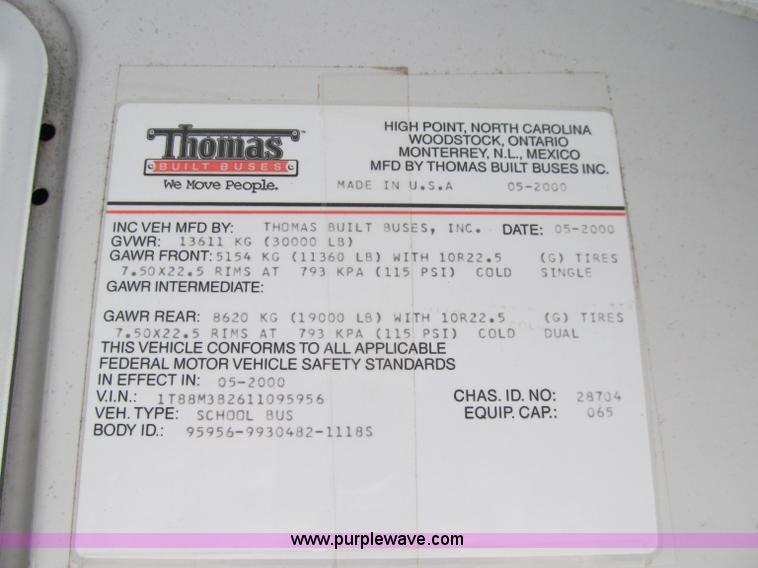 Thomas™
BUILT BUSES
We Move People.
HIGH POINT, NORTH CAROLINA
WOODSTOCK, ONTARIO
MONTERREY, N.L., MEXICO
MFD BY THOMAS BUILT BUSES INC.
MADE IN U.S.A 05-2000
INC VEH MFD BY: THOMAS BUILT BUSES, INC. DATE: 05-2000
GVWR: 13611 KG (30000 LB)
GAWR FRONT: 5154 KG (11360 LB) WITH 10R22.5 (G) TIRES
7.50X22.5 RIMS AT 793 KPA (115 PSI) COLD SINGLE
GAWR INTERMEDIATE:
GAWR REAR: 8620 KG (19000 LB) WITH 10R22.5 (G) TIRES
7.50X22.5 RIMS AT 793 KPA (115 PSI) COLD DUAL
THIS VEHICLE CONFORMS TO ALL APPLICABLE
FEDERAL MOTOR VEHICLE SAFETY STANDARDS
IN EFFECT IN: 05-2000
V.I.N.: 1T88M3B2611095956 CHAS. ID. NO: 28704
VEH. TYPE: SCHOOL BUS EQUIP. CAP.: 065
BODY ID.: 95956-9930482-1118S
www.purplewave.com